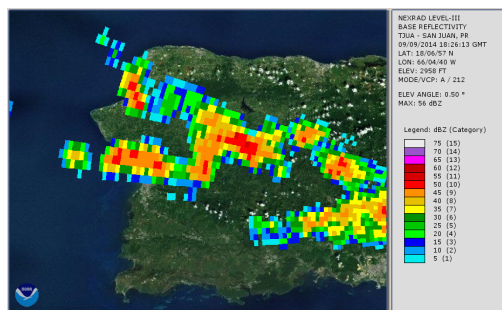 NEXRAD LEVEL-III
BASE REFLECTIVITY
TJUA - SAN JUAN, PR
09/09/2014 18:26:13 GMT
LAT: 18/06/57 N
LON: 66/04/40 W
ELEV: 2958 FT
MODE/VCP: A / 212
ELEV ANGLE: 0.50 °
MAX: 56 dBZ
Legend: dBZ (Category)
75 (15)
70 (14)
65 (13)
60 (12)
55 (11)
50 (10)
45 (9)
40 (8)
35 (7)
30 (6)
25 (5)
20 (4)
15 (3)
10 (2)
5 (1)